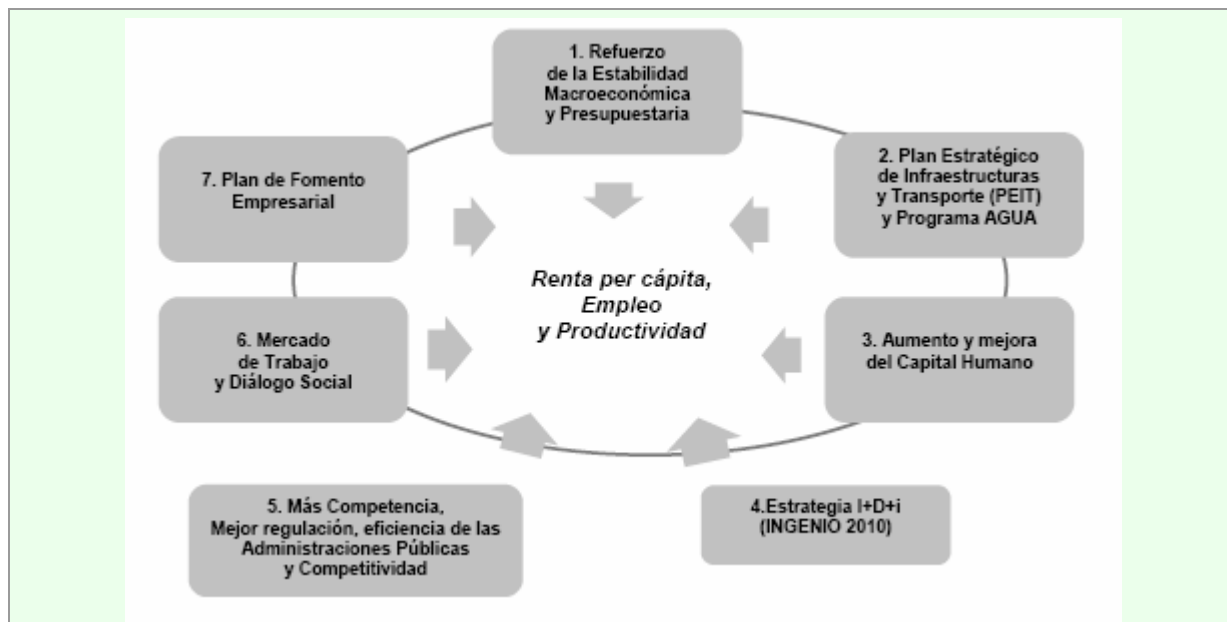 1. Refuerzo
de la Estabilidad
Macroeconómica
y Presupuestaria
2. Plan Estratégico
de Infraestructuras
y Transporte (PEIT)
y Programa AGUA
3. Aumento y mejora
del Capital Humano
4.Estrategia I+D+i
(INGENIO 2010)
5. Más Competencia,
Mejor regulación, eficiencia de las
Administraciones Públicas
y Competitividad
6. Mercado
de Trabajo
y Diálogo Social
7. Plan de Fomento
Empresarial
Renta per cápita,
Empleo
y Productividad